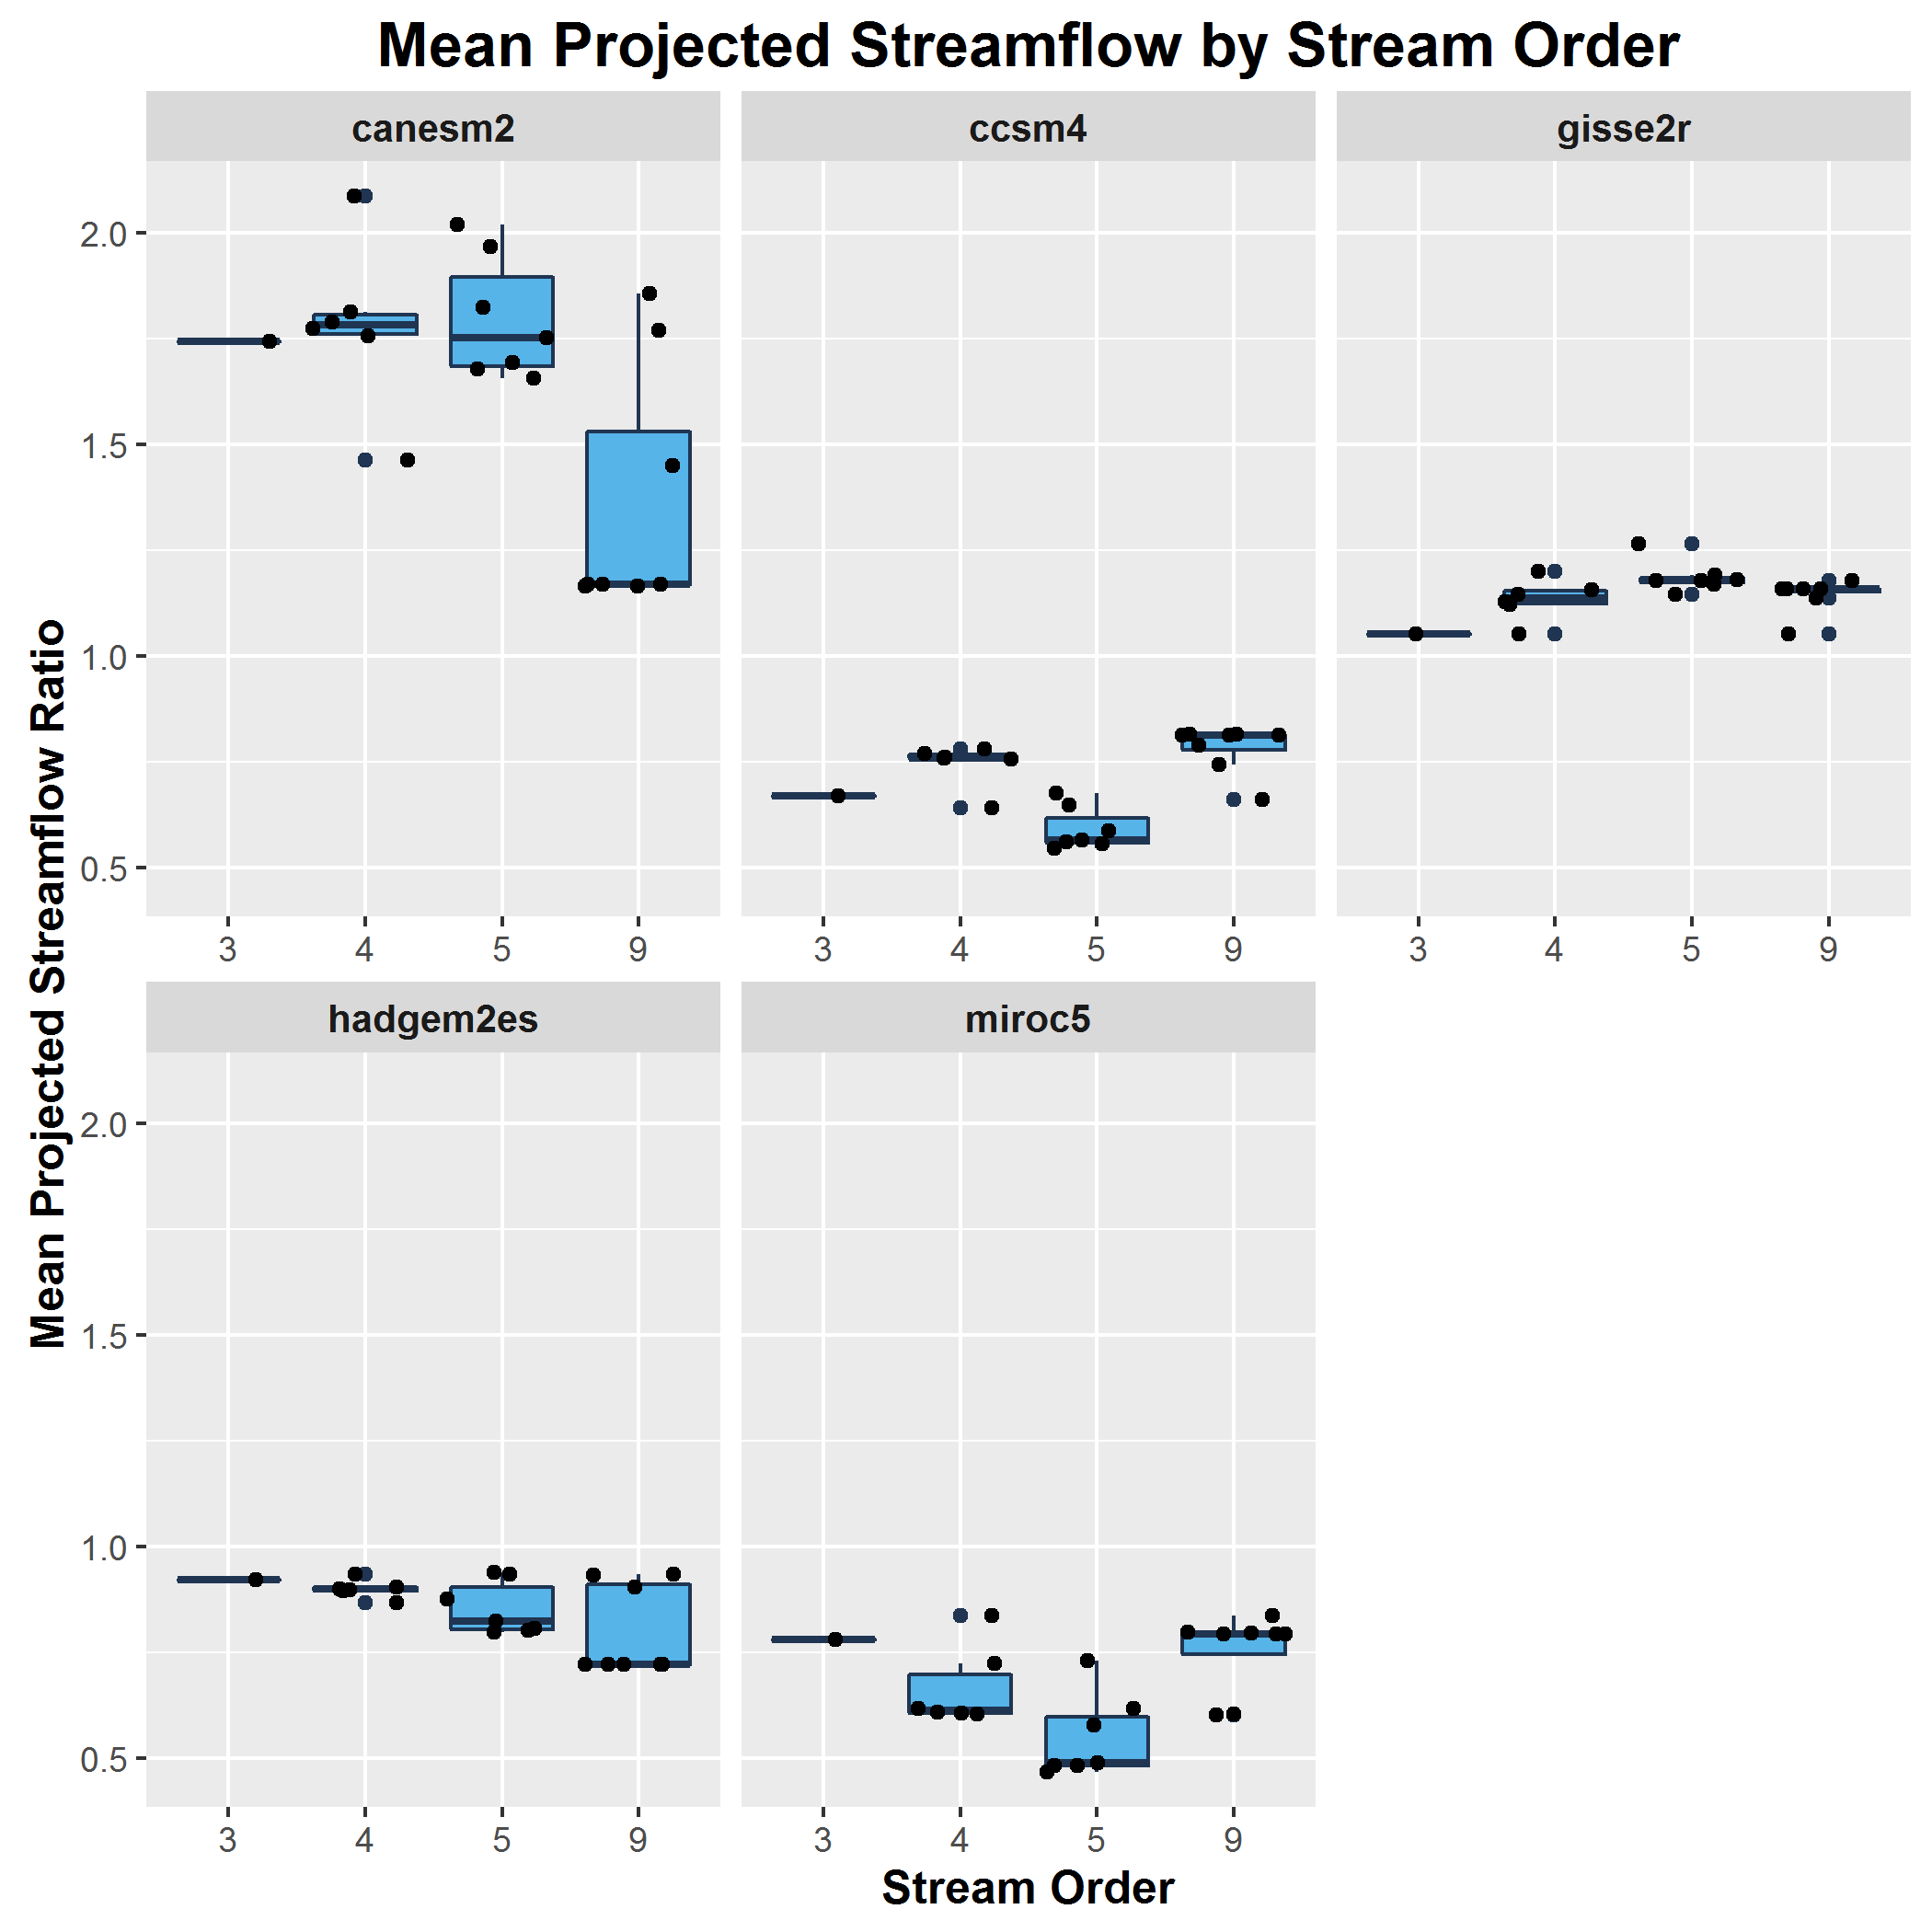 Mean Projected Streamflow by Stream Order
canesm2
ccsm4
gisse2r
2.0
1.5
1.0
0.5
3 4 5 9
3 4 5 9
3 4 5 9
Mean Projected Streamflow Ratio
hadgem2es
miroc5
2.0
1.5
1.0
0.5
3 4 5 9
3 4 5 9
Stream Order